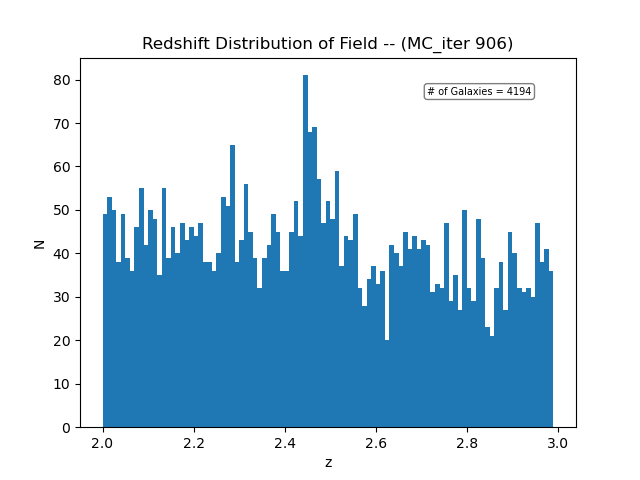 Redshift Distribution of Field -- (MC_iter 906)
# of Galaxies = 4194
80
70
60
50
40
30
20
10
0
N
2.0 2.2 2.4 2.6 2.8 3.0
z